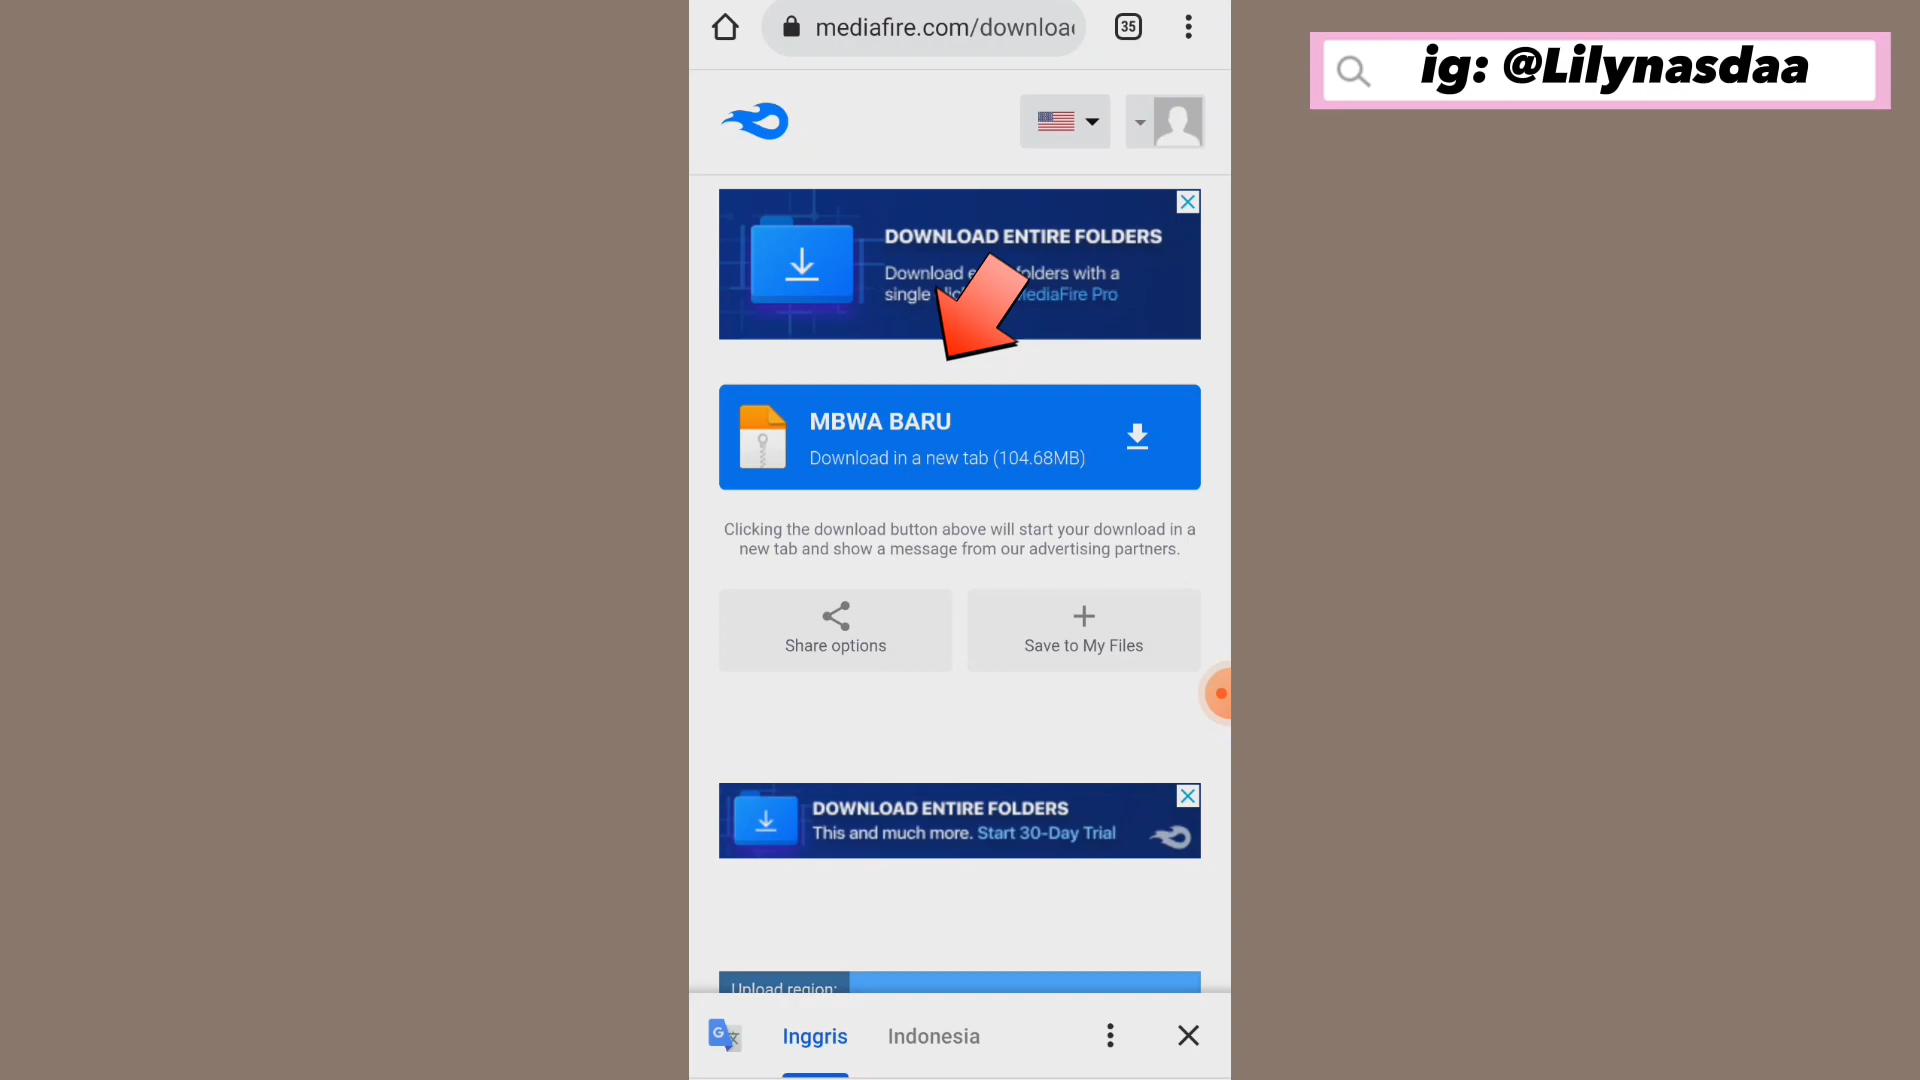 mediafire.com/downloa
35
ig: @Lilynasdaa
DOWNLOAD ENTIRE FOLDERS
Download folders with a
single MediaFire Pro
MBWA BARU
Download in a new tab (104.68MB)
Clicking the download button above will start your download in a
new tab and show a message from our advertising partners.
Share options
Save to My Files
DOWNLOAD ENTIRE FOLDERS
This and much more. Start 30-Day Trial
Upload region:
G
Inggris
Indonesia